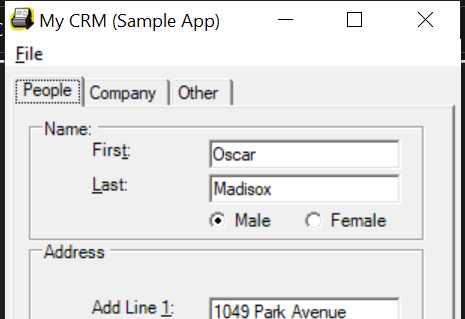 My CRM (Sample App)
File
People Company Other
Name:
First: Oscar
Last: Madisox
Male Female
Address
Add Line 1: 1049 Park Avenue